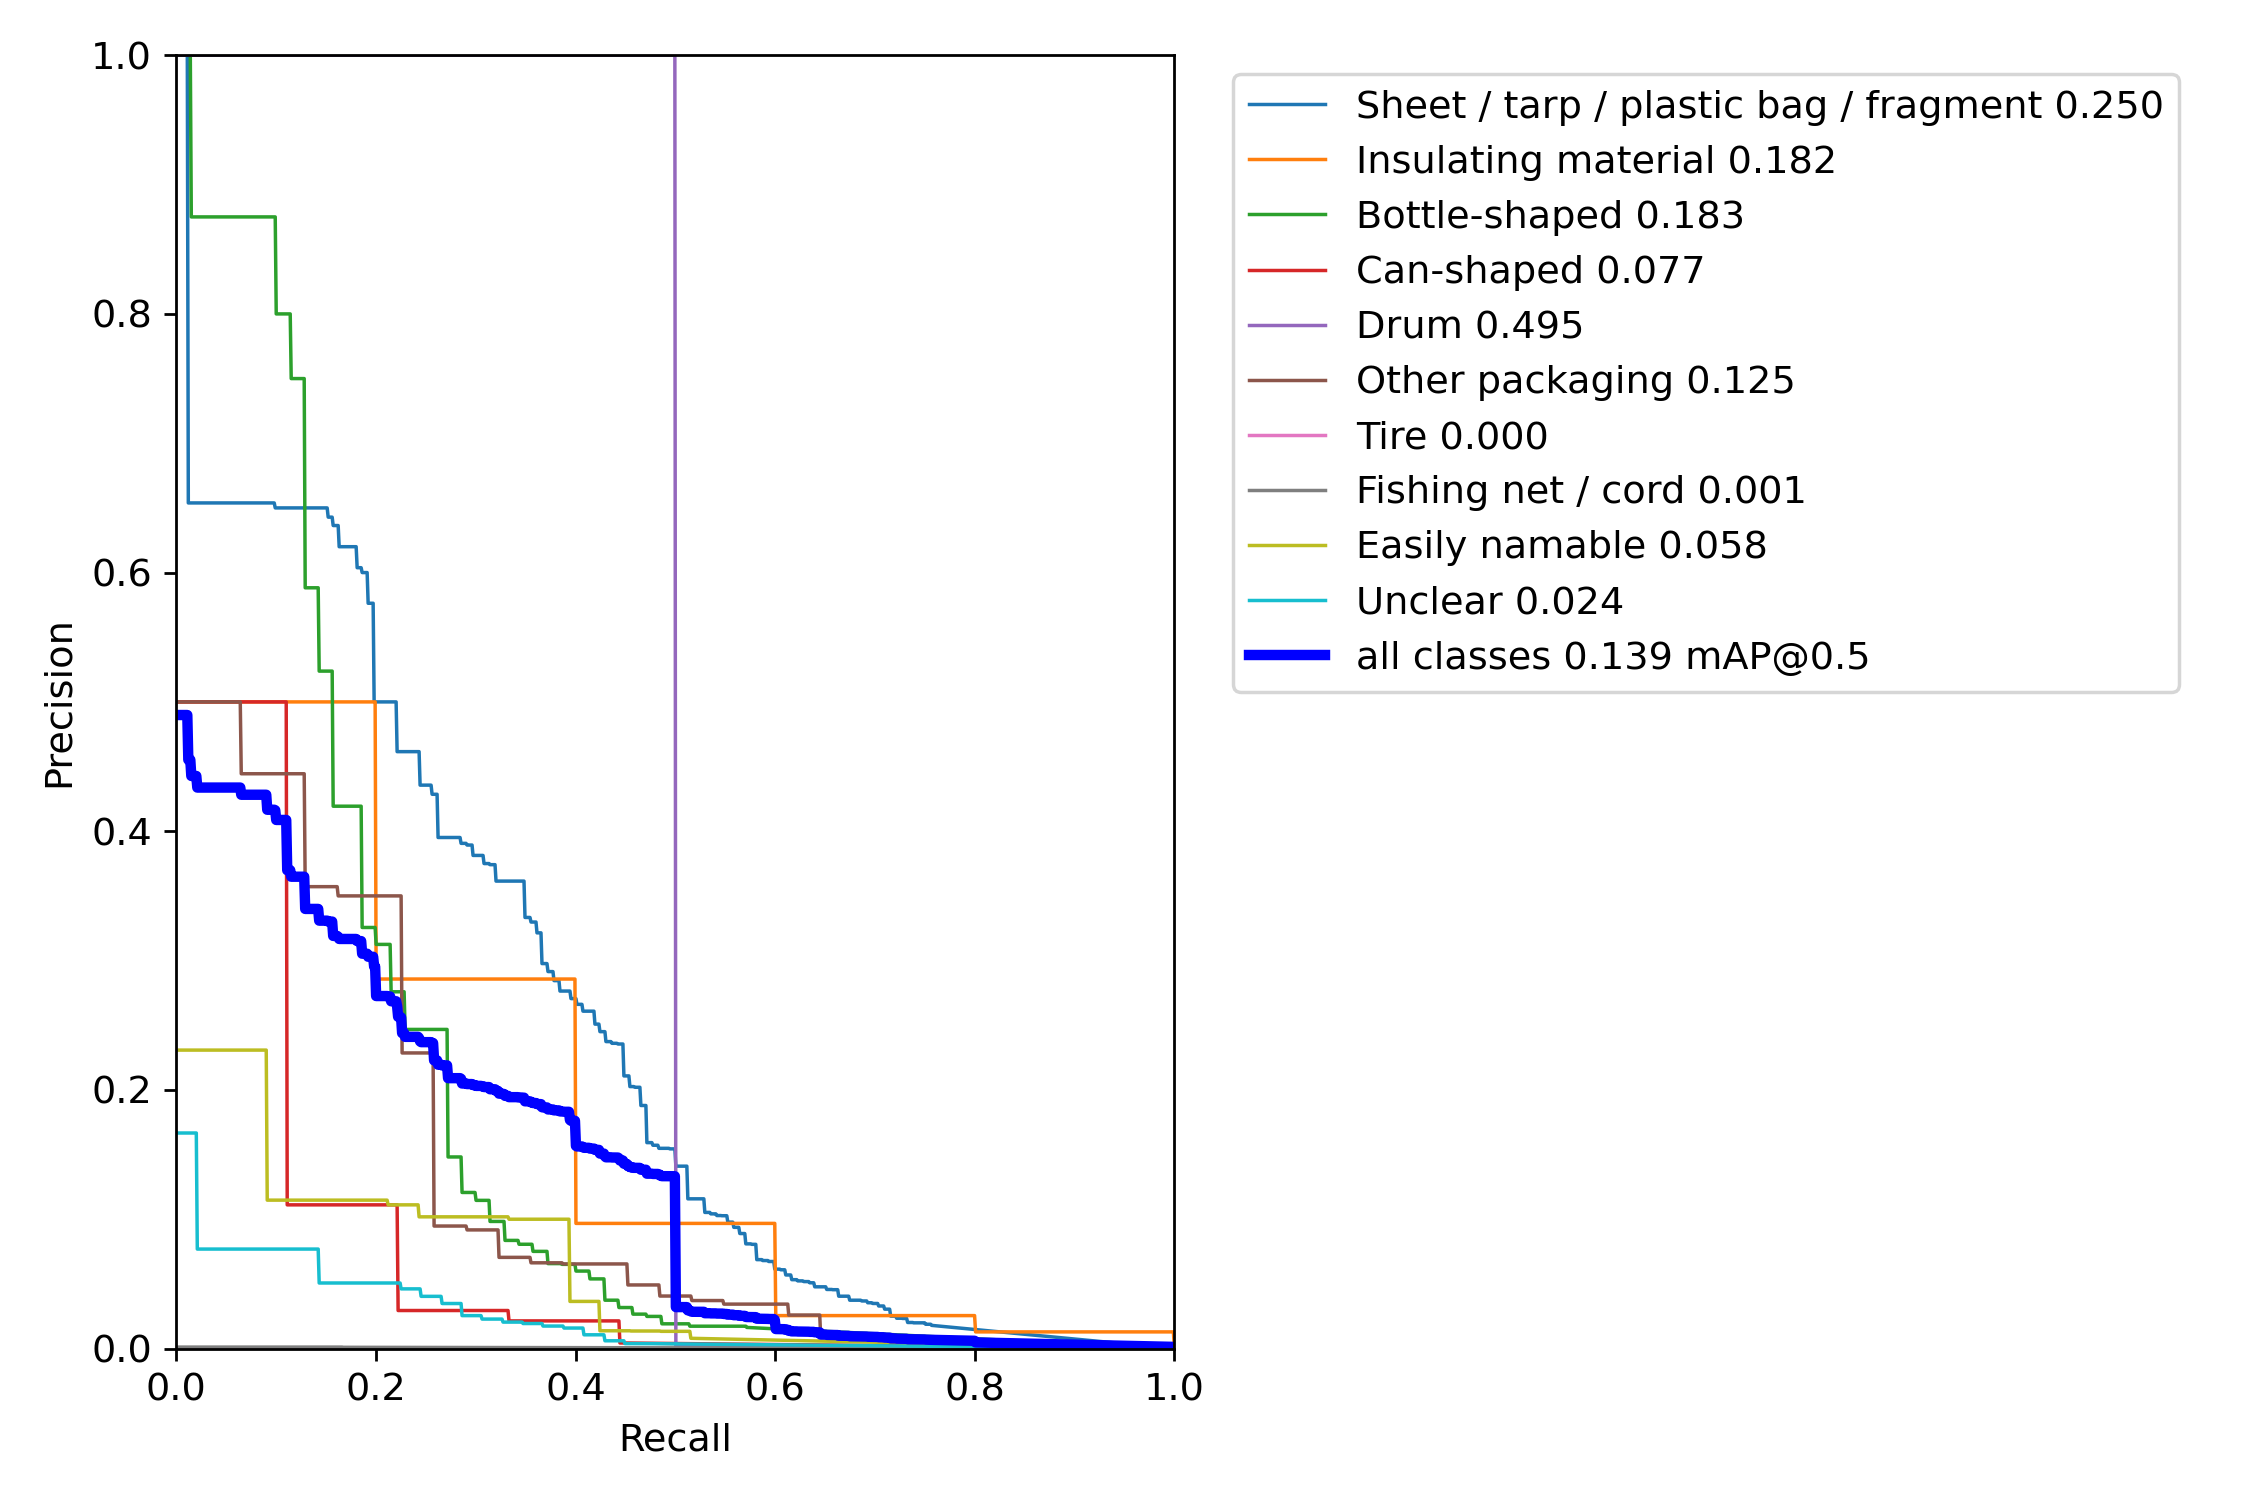 1.0
0.8
0.6
0.4
0.2
0.0
Precision
0.0 0.2 0.4 0.6 0.8 1.0
Recall
Sheet / tarp / plastic bag / fragment 0.250
Insulating material 0.182
Bottle-shaped 0.183
Can-shaped 0.077
Drum 0.495
Other packaging 0.125
Tire 0.000
Fishing net / cord 0.001
Easily namable 0.058
Unclear 0.024
all classes 0.139 mAP@0.5